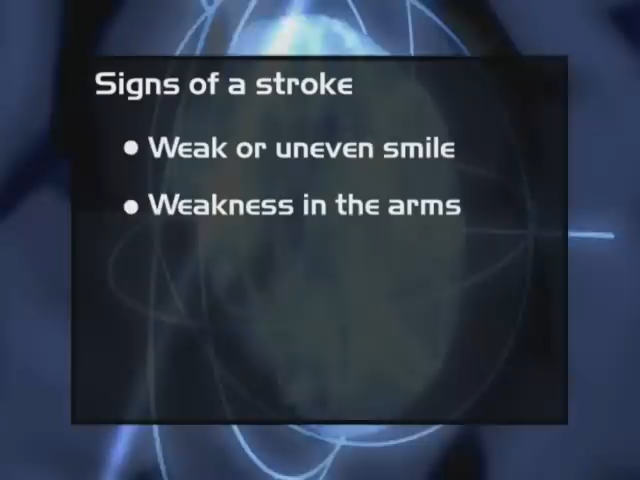 Signs of a stroke
• Weak or uneven smile
• Weakness in the arms